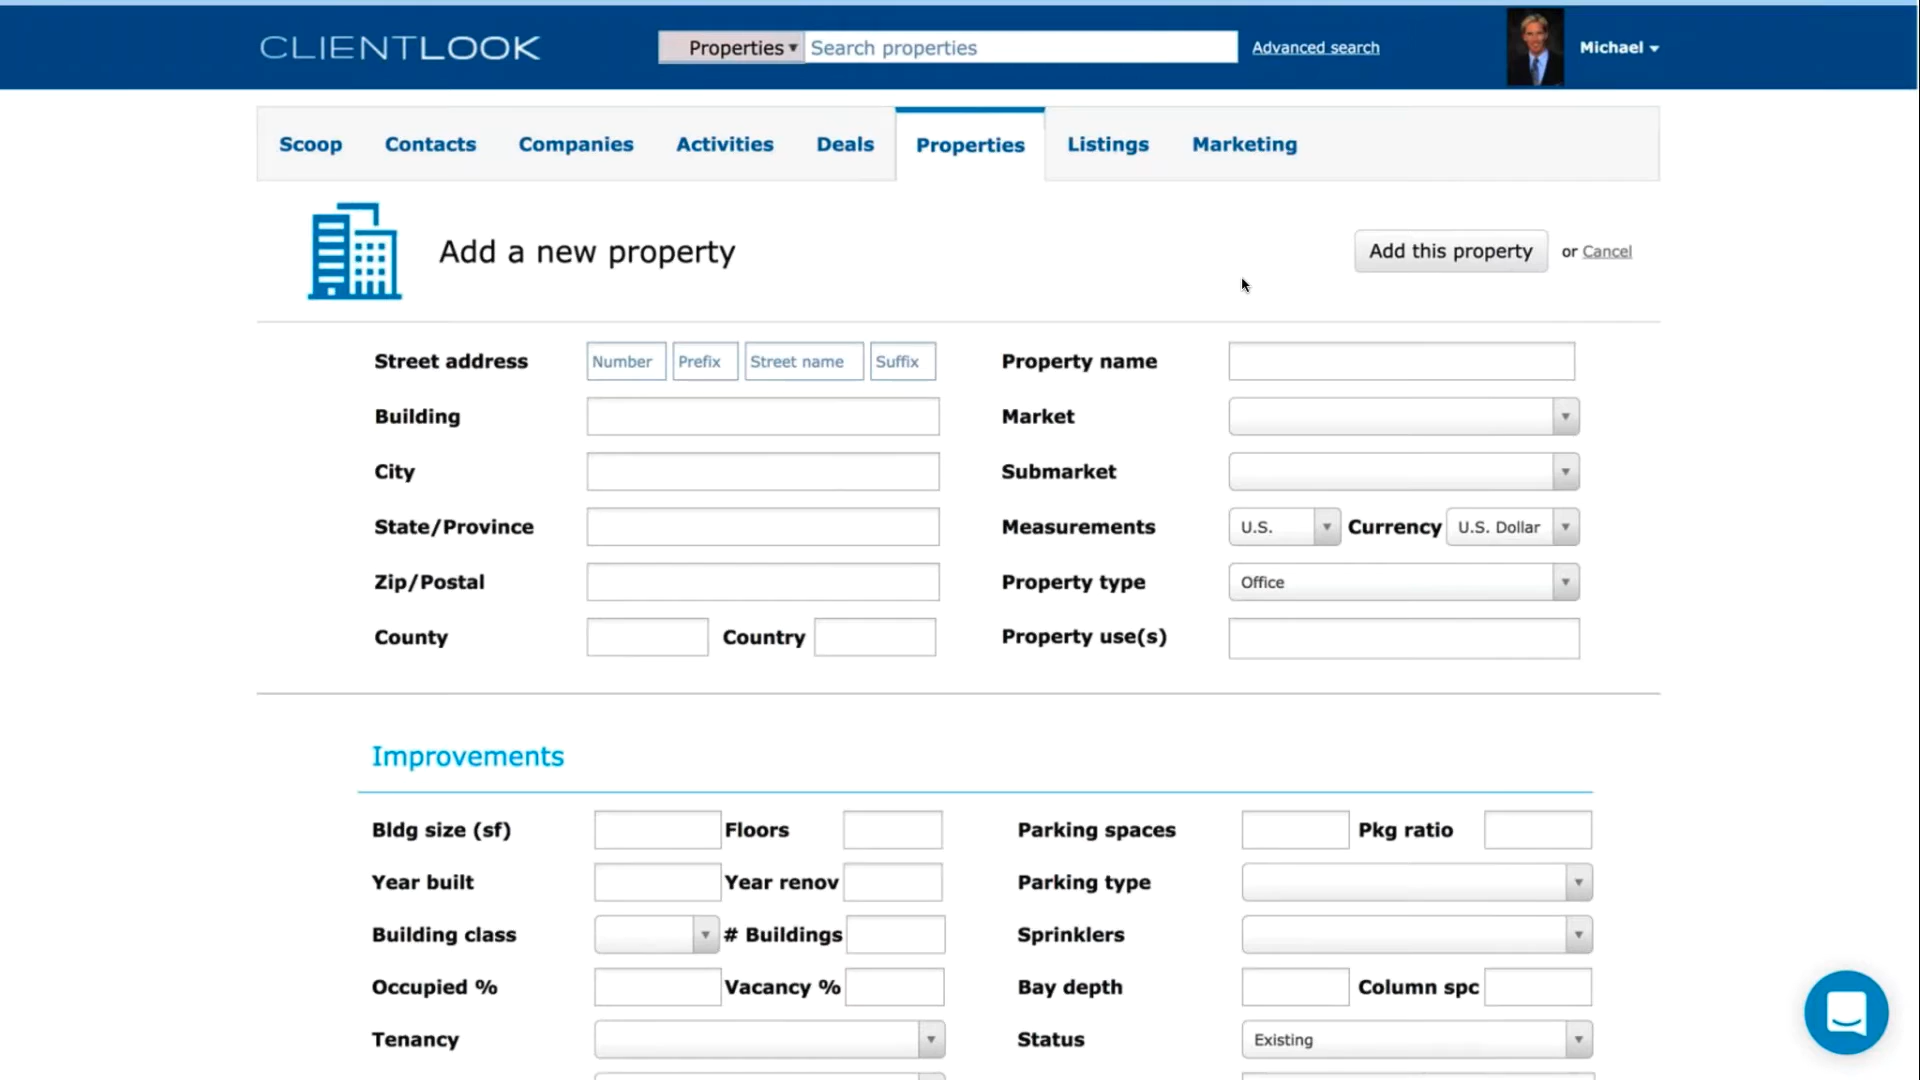 CLIENTLOOK Properties ▾ Search properties Advanced search Michael
Scoop Contacts Companies Activities Deals Properties Listings Marketing
Add a new property Add this property or Cancel
Street address Number Prefix Street name Suffix Property name
Building Market
City Submarket
State/Province Measurements U.S. Currency U.S. Dollar
Zip/Postal Property type Office
County Country Property use(s)
Improvements
Bldg size (sf) Floors Parking spaces Pkg ratio
Year built Year renov Parking type
Building class # Buildings Sprinklers
Occupied % Vacancy % Bay depth Column spc
Tenancy Status Existing